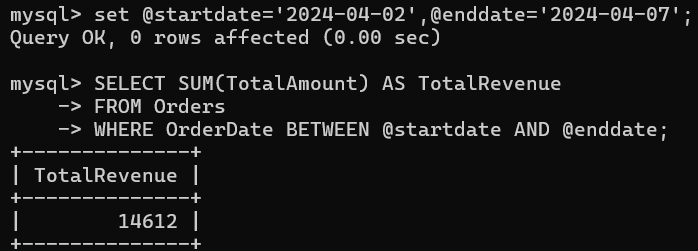 mysql> set @startdate='2024-04-02',@enddate='2024-04-07';
Query OK, 0 rows affected (0.00 sec)

mysql> SELECT SUM(TotalAmount) AS TotalRevenue
    -> FROM Orders
    -> WHERE OrderDate BETWEEN @startdate AND @enddate;
+--------------+
| TotalRevenue |
+--------------+
|        14612 |
+--------------+